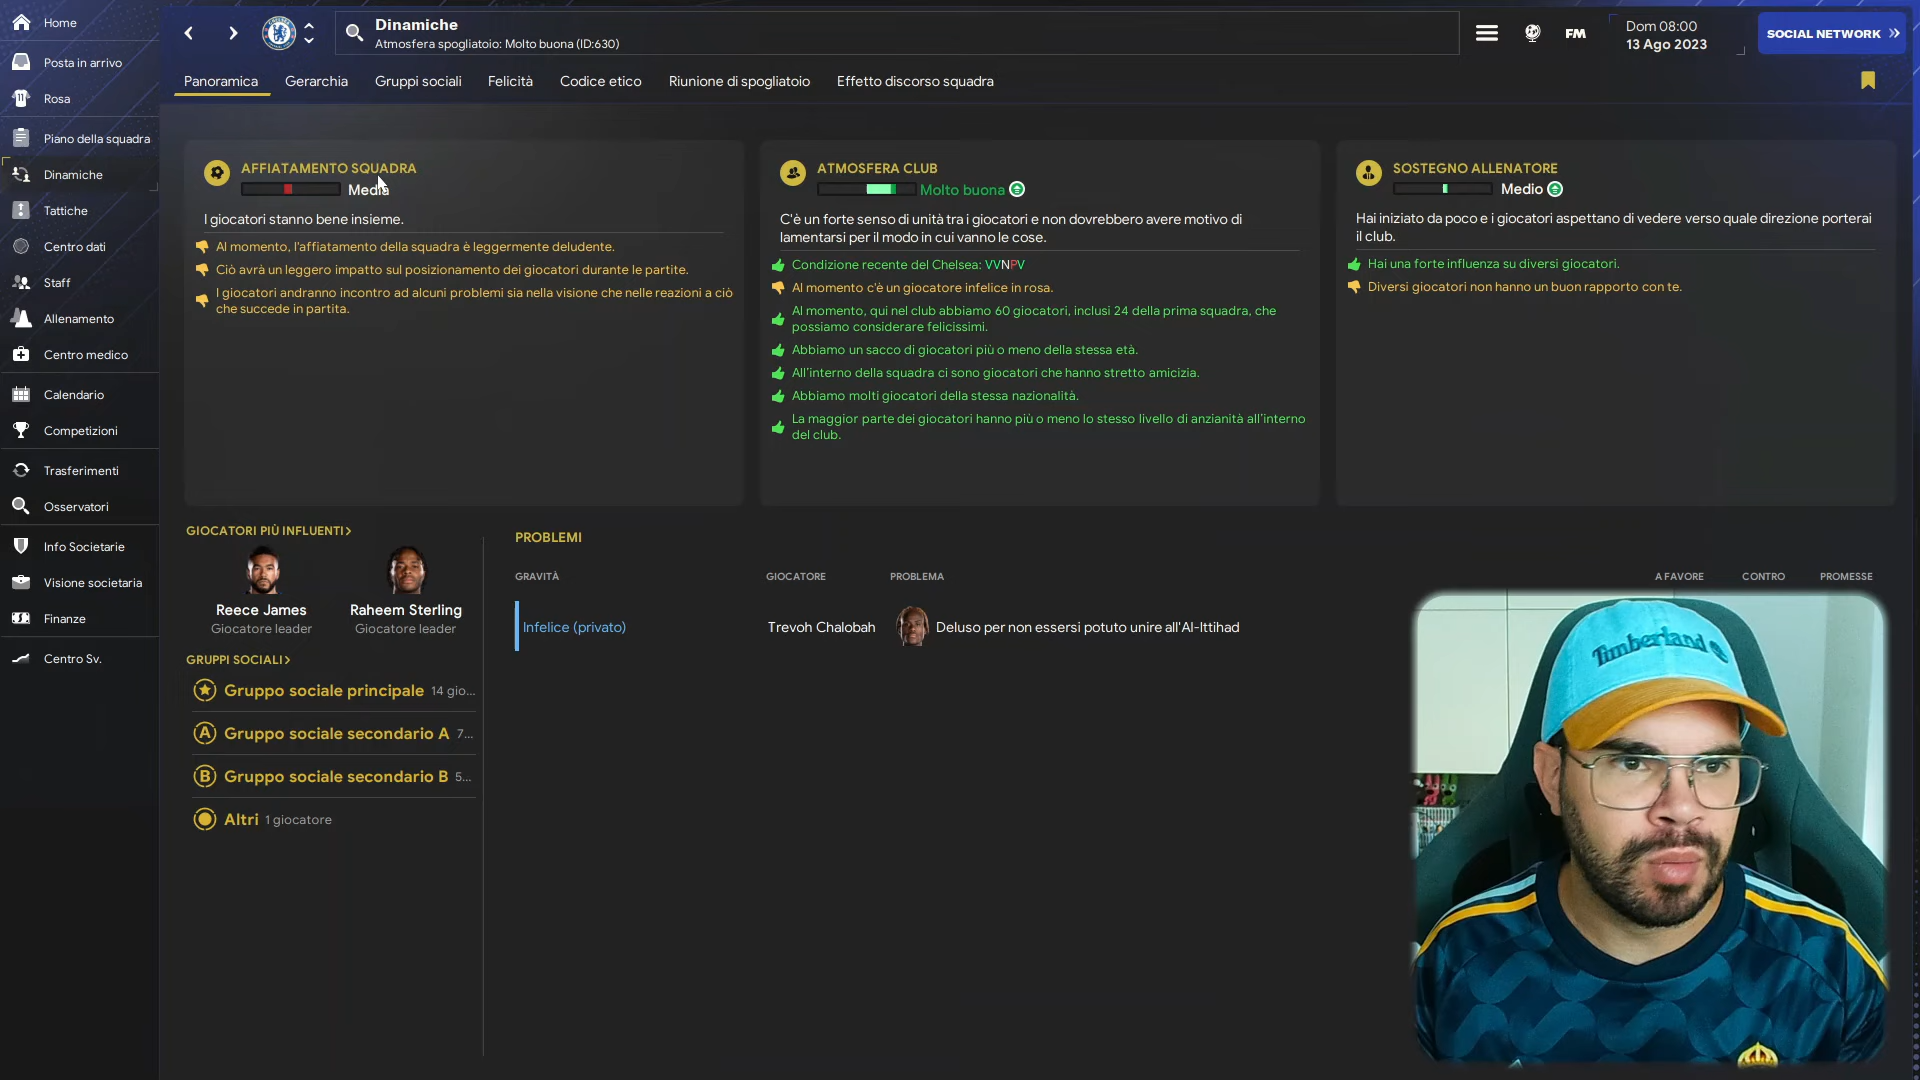 Home
Posta in arrivo
Rosa
Piano della squadra
Dinamiche
Tattiche
Centro dati
Staff
Allenamento
Centro medico
Calendario
Competizioni
Trasferimenti
Osservatori
Info Societarie
Visione societaria
Finanze
Centro Sv.
Dinamiche
Atmosfera spogliatoio: Molto buona (ID:630)
FM
Dom 08:00
13 Ago 2023
SOCIAL NETWORK
Panoramica
Gerarchia
Gruppi sociali
Felicità
Codice etico
Riunione di spogliatoio
Effetto discorso squadra
AFFIATAMENTO SQUADRA
Media
I giocatori stanno bene insieme.
Al momento, l'affiatamento della squadra è leggermente deludente.
Ciò avrà un leggero impatto sul posizionamento dei giocatori durante le partite.
I giocatori andranno incontro ad alcuni problemi sia nella visione che nelle reazioni a ciò
che succede in partita.
ATMOSFERA CLUB
Molto buona
C'è un forte senso di unità tra i giocatori e non dovrebbero avere motivo di
lamentarsi per il modo in cui vanno le cose.
Condizione recente del Chelsea: VVNPV
Al momento c'è un giocatore infelice in rosa.
Al momento, qui nel club abbiamo 60 giocatori, inclusi 24 della prima squadra, che
possiamo considerare felicissimi.
Abbiamo un sacco di giocatori più o meno della stessa età.
All'interno della squadra ci sono giocatori che hanno stretto amicizia.
Abbiamo molti giocatori della stessa nazionalità.
La maggior parte dei giocatori hanno più o meno lo stesso livello di anzianità all'interno
del club.
SOSTEGNO ALLENATORE
Medio
Hai iniziato da poco e i giocatori aspettano di vedere verso quale direzione porterai
il club.
Hai una forte influenza su diversi giocatori.
Diversi giocatori non hanno un buon rapporto con te.
GIOCATORI PIÙ INFLUENTI
Reece James
Giocatore leader
Raheem Sterling
Giocatore leader
GRUPPI SOCIALI
Gruppo sociale principale 14 gio...
A Gruppo sociale secondario A 7...
B Gruppo sociale secondario B 5...
Altri 1 giocatore
PROBLEMI
GRAVITÀ
GIOCATORE
PROBLEMA
A FAVORE
CONTRO
PROMESSE
Infelice (privato)
Trevoh Chalobah
Deluso per non essersi potuto unire all'Al-Ittihad
Timberland